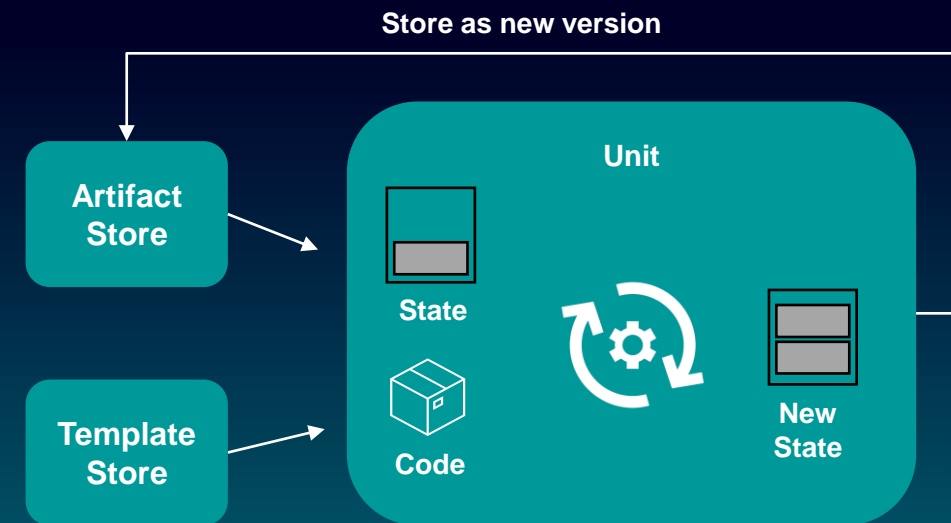 Store as new version
Artifact
Store
Unit
State
Template
Store
Code
New
State